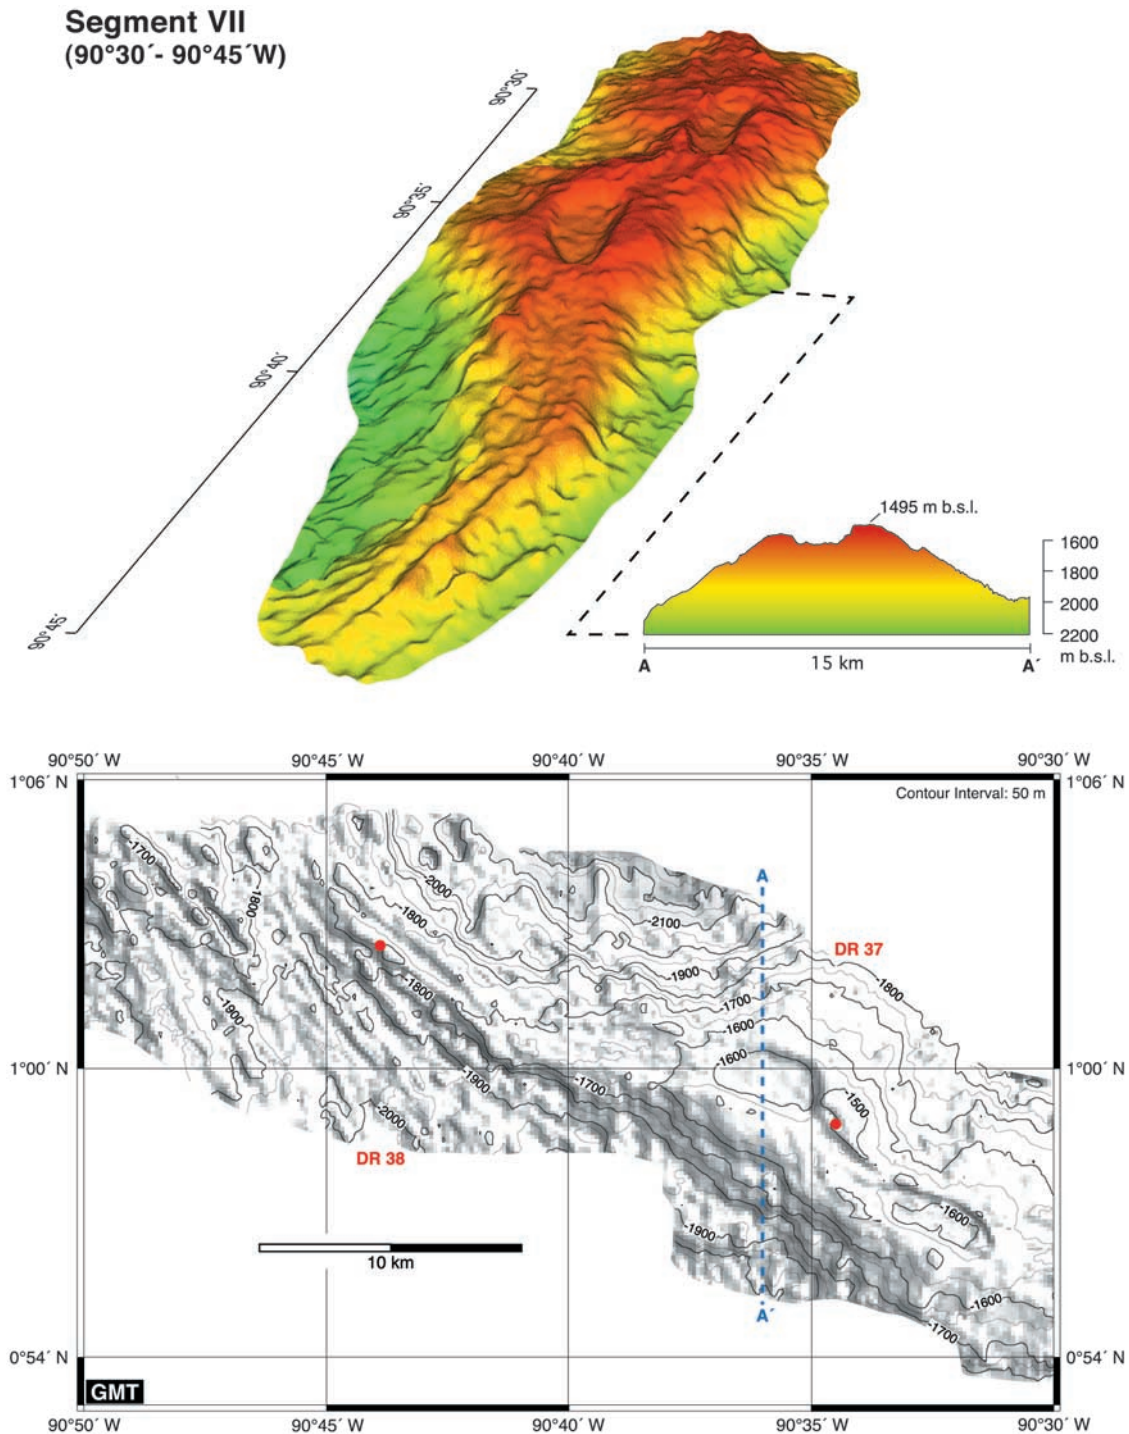 Segment VII
(90°30´- 90°45´W)
90°30´
90°35´
90°40´
90°45´
1495 m b.s.l.
1600
1800
2000
2200
m b.s.l.
A
15 km
A´
90°50´ W
90°45´ W
90°40´ W
90°35´ W
90°30´ W
1°06´ N
1°06´ N
Contour Interval: 50 m
-1700
-1800
-2000
-1800
-2100
A
DR 37
-1900
-1800
-1700
-1800
-1900
-1600
-1600
1°00´ N
1°00´ N
-1900
-1700
-1500
-2000
DR 38
-1600
-1900
10 km
-1600
A´
-1700
0°54´ N
0°54´ N
GMT
90°50´ W
90°45´ W
90°40´ W
90°35´ W
90°30´ W